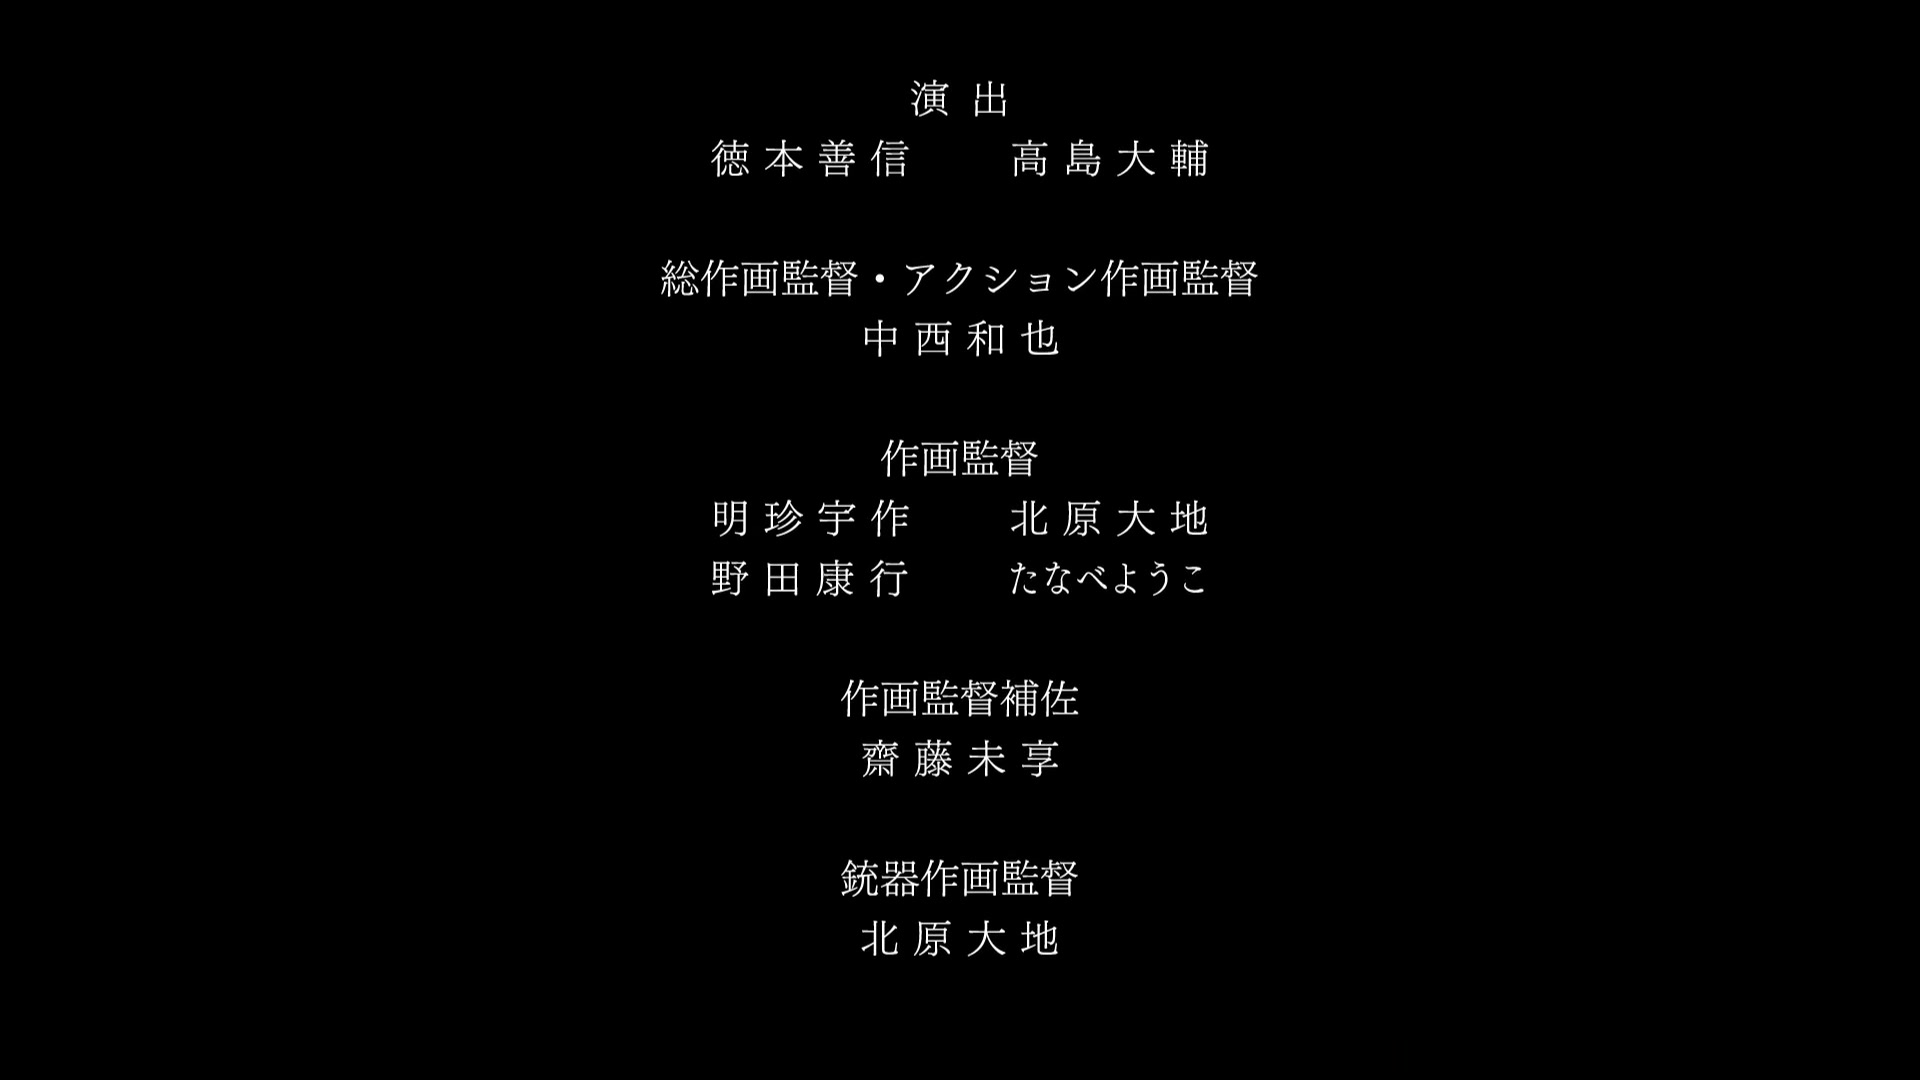 演出
徳本善信　高島大輔
総作画監督・アクション作画監督
中西和也
作画監督
明珍宇作　北原大地
野田康行　たなべようこ
作画監督補佐
齋藤未享
銃器作画監督
北原大地